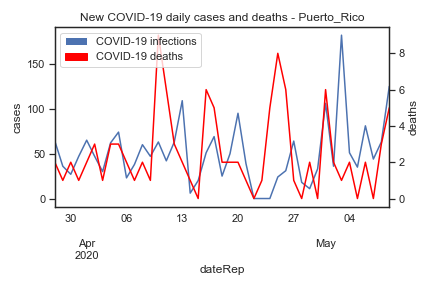 New COVID-19 daily cases and deaths - Puerto_Rico
COVID-19 infections
COVID-19 deaths
cases
150
100
50
0
8
6
4
2
0
deaths
30 06 13 20 27 04
Apr May
2020
dateRep